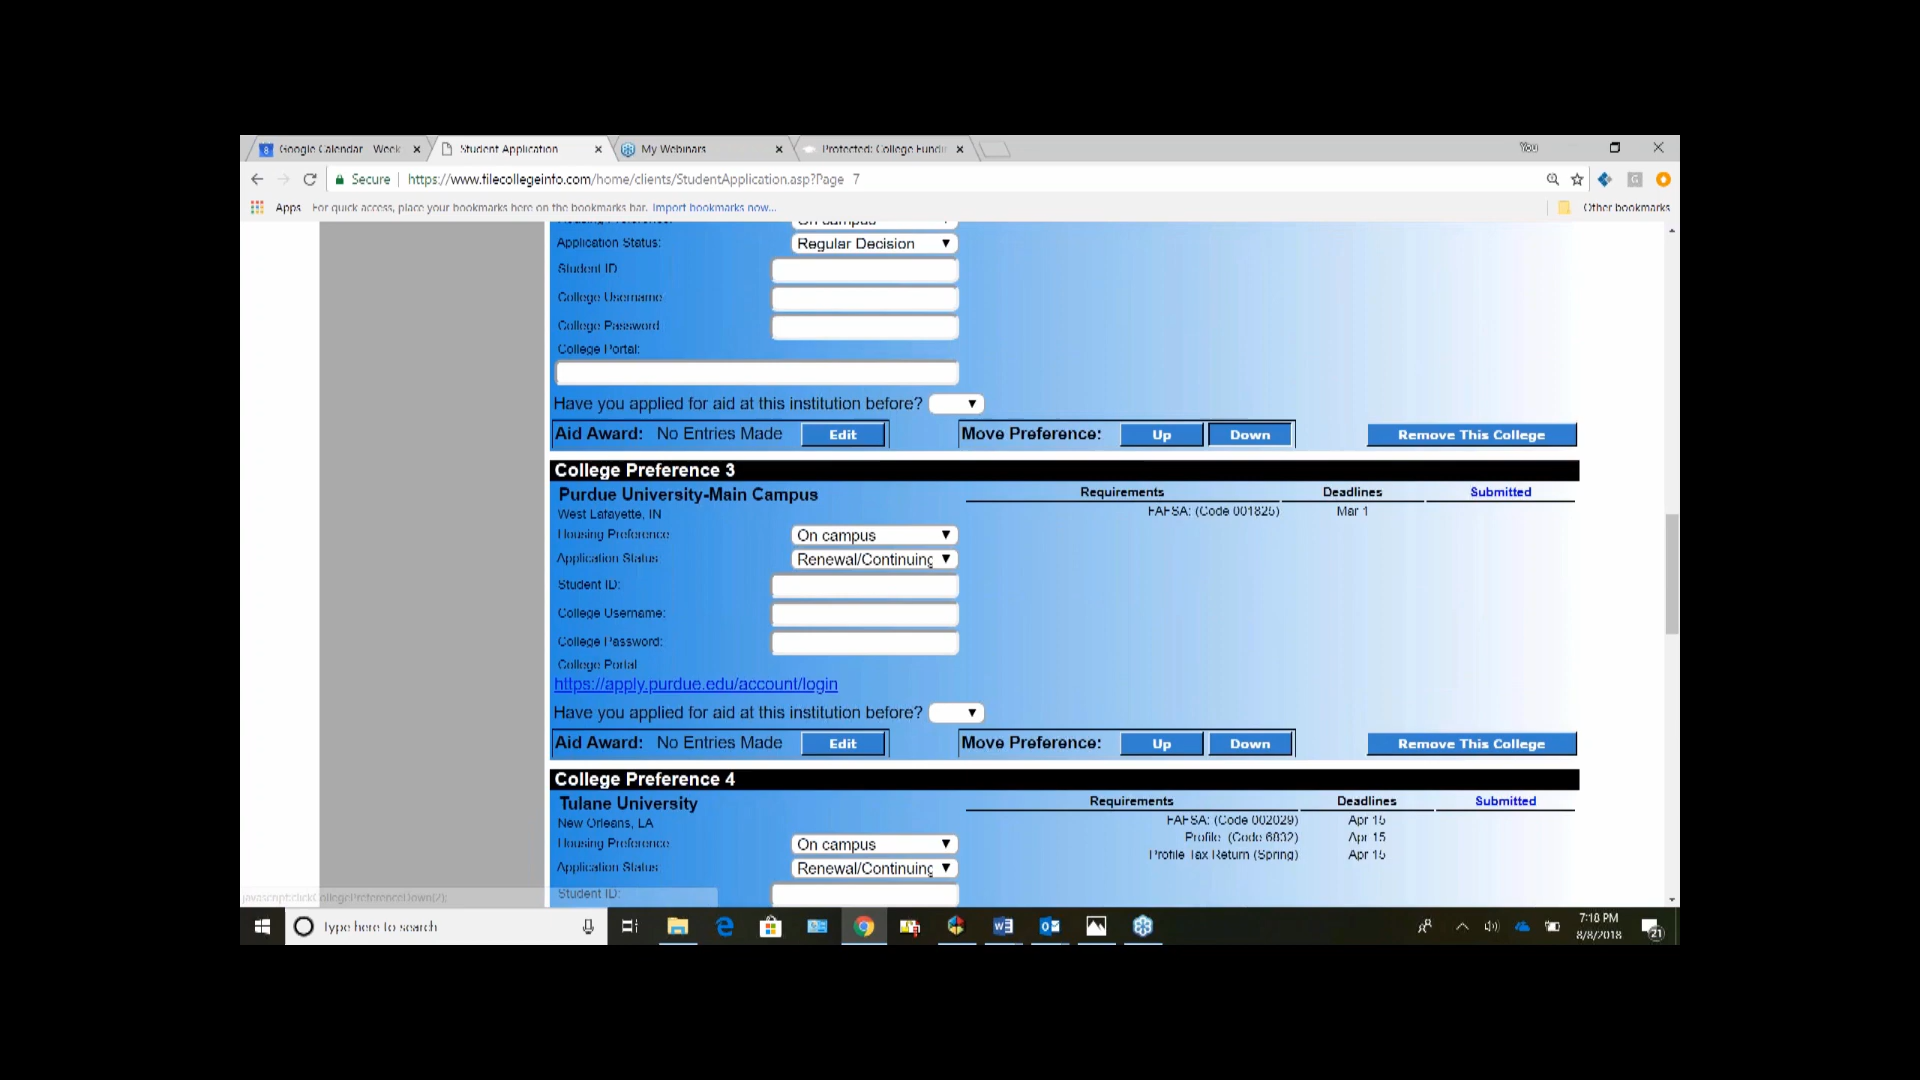 Google Calendar Week
Student Application
My Webinars
Protected: College Fundi
You
Secure
https://www.filecollegeinfo.com/home/clients/StudentApplication.asp?Page 7
Apps
For quick access, place your bookmarks here on the bookmarks bar. Import bookmarks now...
Other bookmarks
On campus
Application Status:
Regular Decision
Student ID
College Username
College Password
College Portal:
Have you applied for aid at this institution before?
Aid Award: No Entries Made Edit
Move Preference: Up Down
Remove This College
College Preference 3
Purdue University-Main Campus
Requirements Deadlines Submitted
West Lafayette, IN
FAFSA: (Code 001825) Mar 1
Housing Preference
On campus
Application Status
Renewal/Continuing
Student ID:
College Username:
College Password:
College Portal
https://apply.purdue.edu/account/login
Have you applied for aid at this institution before?
Aid Award: No Entries Made Edit
Move Preference: Up Down
Remove This College
College Preference 4
Tulane University
Requirements Deadlines Submitted
New Orleans, LA
FAFSA: (Code 002029) Apr 15
Housing Preference
On campus
Profile (Code 6832) Apr 15
Profile Tax Return (Spring) Apr 15
Application Status
Renewal/Continuing
Student ID:
javascript:clickCollegePreferenceDown(2);
Type here to search
7:18 PM
8/8/2018
21